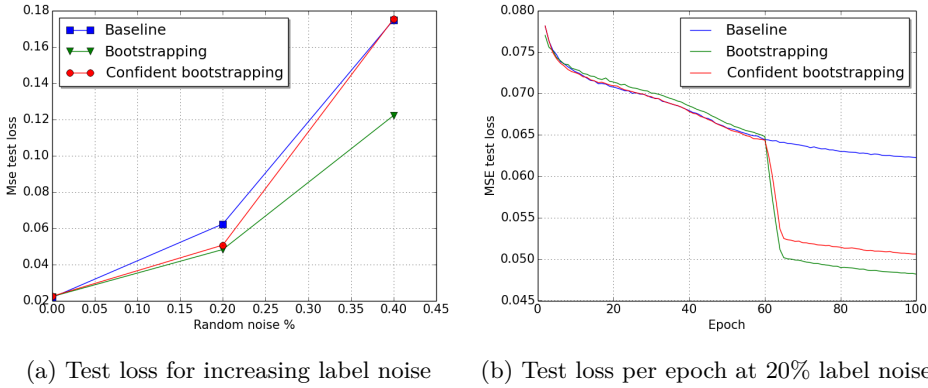 0.18
0.16
0.14
0.12
0.10
0.08
0.06
0.04
0.02
Mse test loss
0.00 0.05 0.10 0.15 0.20 0.25 0.30 0.35 0.40 0.45
Random noise %
Baseline
Bootstrapping
Confident bootstrapping
(a) Test loss for increasing label noise
0.080
0.075
0.070
0.065
0.060
0.055
0.050
0.045
MSE test loss
0 20 40 60 80 100
Epoch
Baseline
Bootstrapping
Confident bootstrapping
(b) Test loss per epoch at 20% label noise